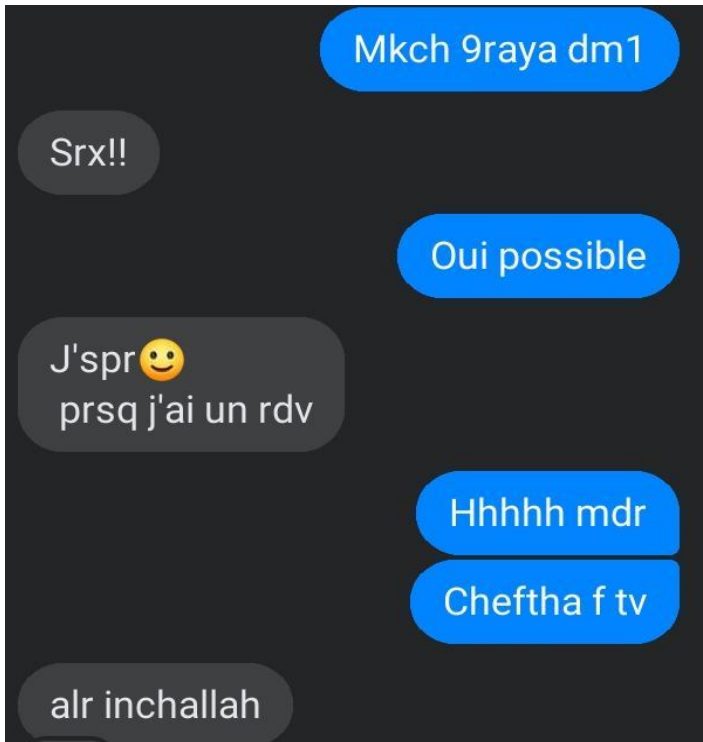 Mkch 9raya dm1
Srx!!
Oui possible
J'spr🙂
prsq j'ai un rdv
Hhhhh mdr
Cheftha f tv
alr inchallah